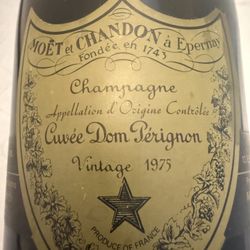 MOËT et CHANDON à Epernay
Fondée en 1743
Champagne
Appellation d'Origine Contrôlée
Cuvée Dom Pérignon
Vintage 1975
PRODUCE OF FRANCE